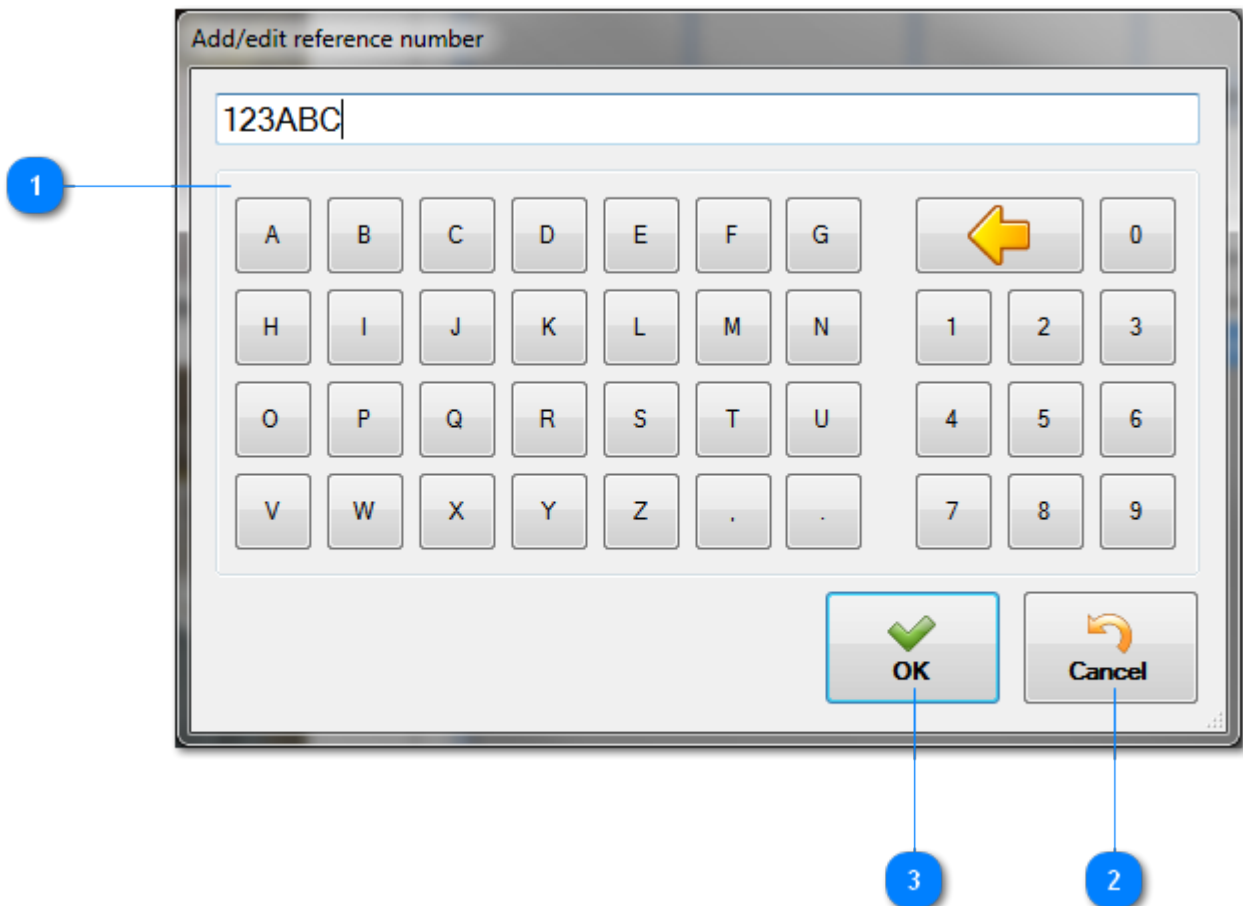 Add/edit reference number
123ABC
1
A B C D E F G 0
H I J K L M N 1 2 3
O P Q R S T U 4 5 6
V W X Y Z , . 7 8 9
OK Cancel
3 2